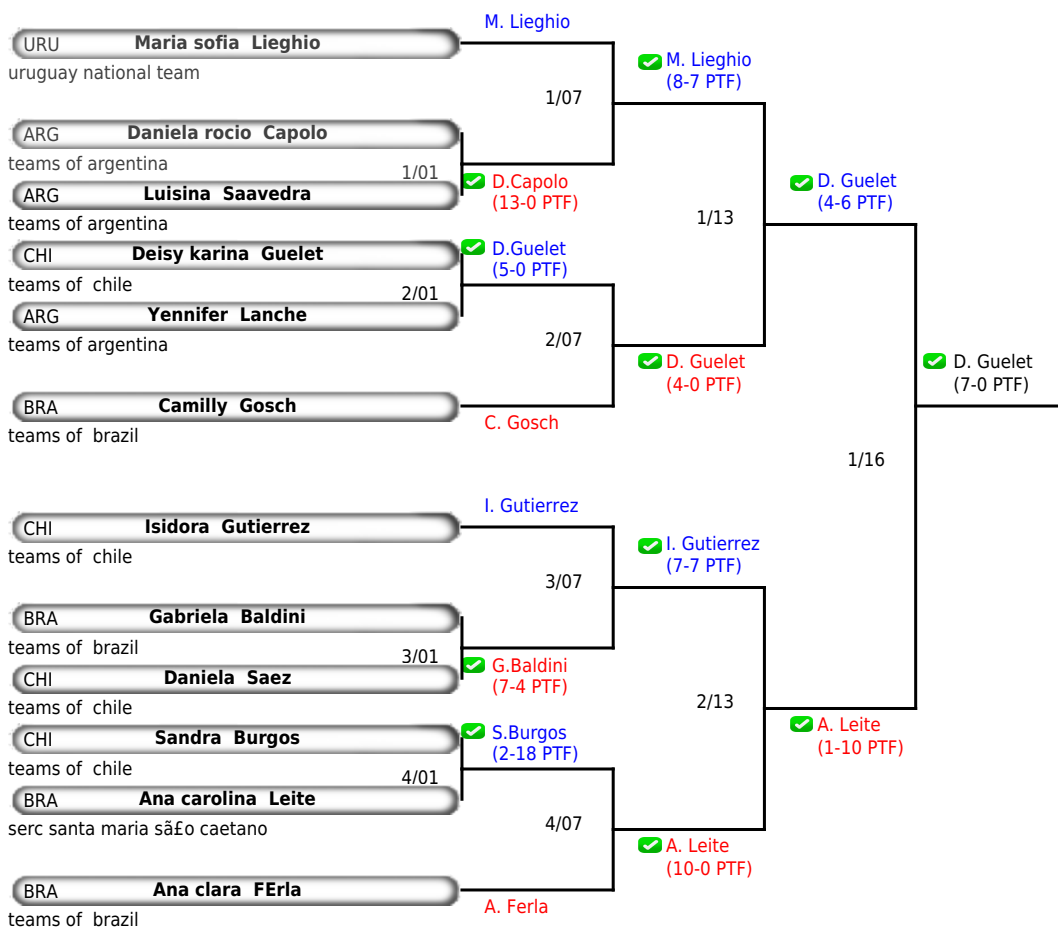 M. Lieghio
URU Maria sofia Lieghio
uruguay national team
M. Lieghio
(8-7 PTF)
1/07
ARG Daniela rocio Capolo
teams of argentina
1/01
D.Capolo
(13-0 PTF)
ARG Luisina Saavedra
teams of argentina
D. Guelet
(4-6 PTF)
1/13
CHI Deisy karina Guelet
teams of chile
D.Guelet
(5-0 PTF)
2/01
ARG Yennifer Lanche
teams of argentina
2/07
D. Guelet
(4-0 PTF)
D. Guelet
(7-0 PTF)
BRA Camilly Gosch
teams of brazil
C. Gosch
1/16
I. Gutierrez
CHI Isidora Gutierrez
teams of chile
I. Gutierrez
(7-7 PTF)
3/07
BRA Gabriela Baldini
teams of brazil
3/01
G.Baldini
(7-4 PTF)
CHI Daniela Saez
teams of chile
2/13
A. Leite
(1-10 PTF)
CHI Sandra Burgos
teams of chile
S.Burgos
(2-18 PTF)
4/01
BRA Ana carolina Leite
serc santa maria sã£o caetano
4/07
A. Leite
(10-0 PTF)
BRA Ana clara FErla
teams of brazil
A. Ferla